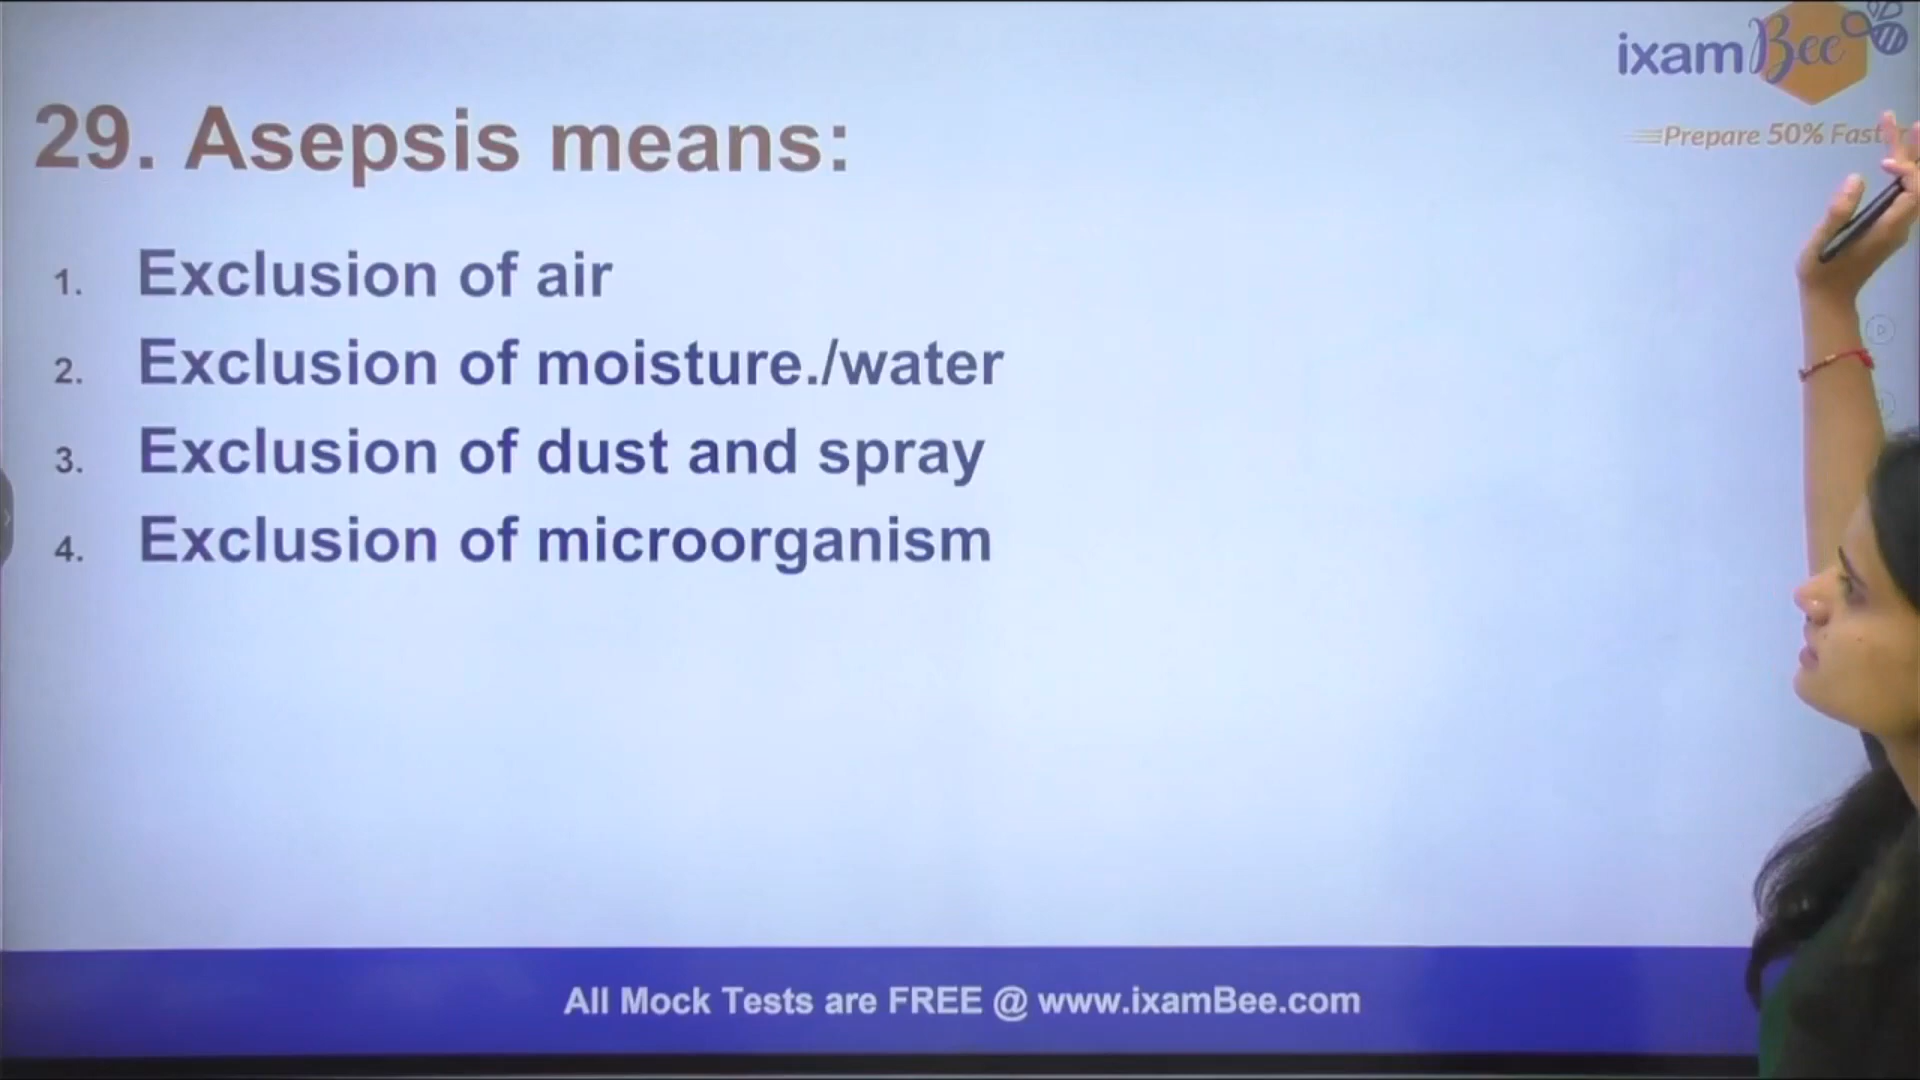 ixamBee
Prepare 50% Fast
29. Asepsis means:
1. Exclusion of air
2. Exclusion of moisture./water
3. Exclusion of dust and spray
4. Exclusion of microorganism
All Mock Tests are FREE @ www.ixamBee.com